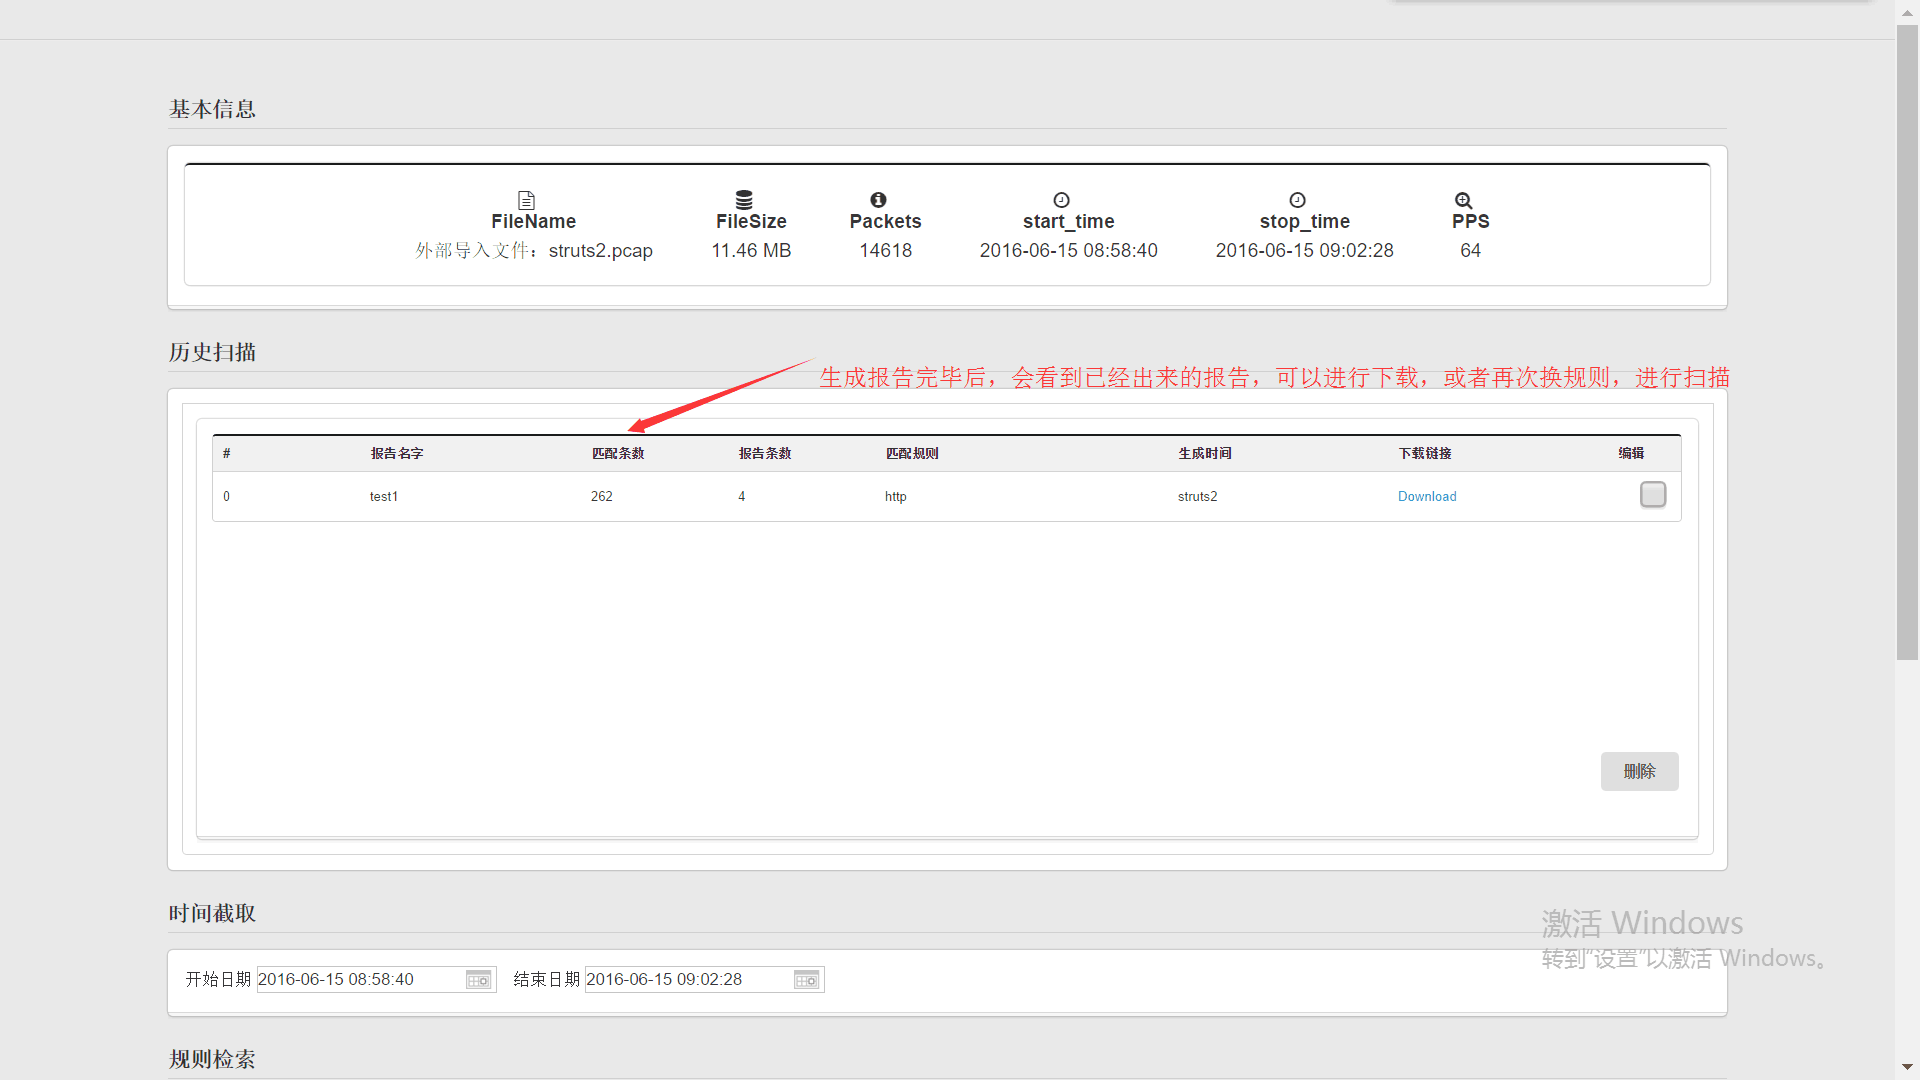 基本信息
FileName FileSize Packets start_time stop_time PPS
外部导入文件：struts2.pcap 11.46 MB 14618 2016-06-15 08:58:40 2016-06-15 09:02:28 64
历史扫描
生成报告完毕后，会看到已经出来的报告，可以进行下载，或者再次换规则，进行扫描
# 报告名字 匹配条数 报告条数 匹配规则 生成时间 下载链接 编辑
0 test1 262 4 http struts2 Download
删除
时间截取
激活 Windows
转到“设置”以激活 Windows。
开始日期 2016-06-15 08:58:40 结束日期 2016-06-15 09:02:28
规则检索